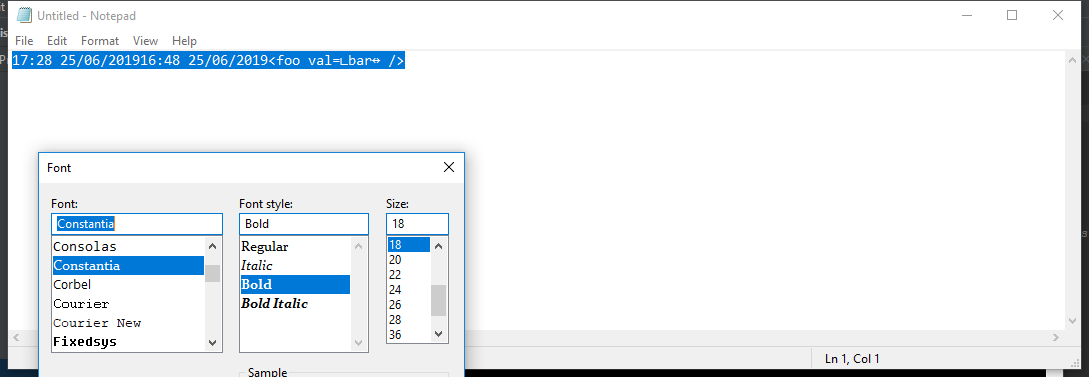 Untitled - Notepad
File Edit Format View Help
17:28 25/06/201916:48 25/06/2019<foo val=∟bar↔ />
Font
Font: Font style: Size:
Constantia Bold 18
Consolas Regular 18
Constantia Italic 20
Corbel Bold 22
Courier Bold Italic 24
Courier New 26
Fixedsys 28
36
Sample
Ln 1, Col 1